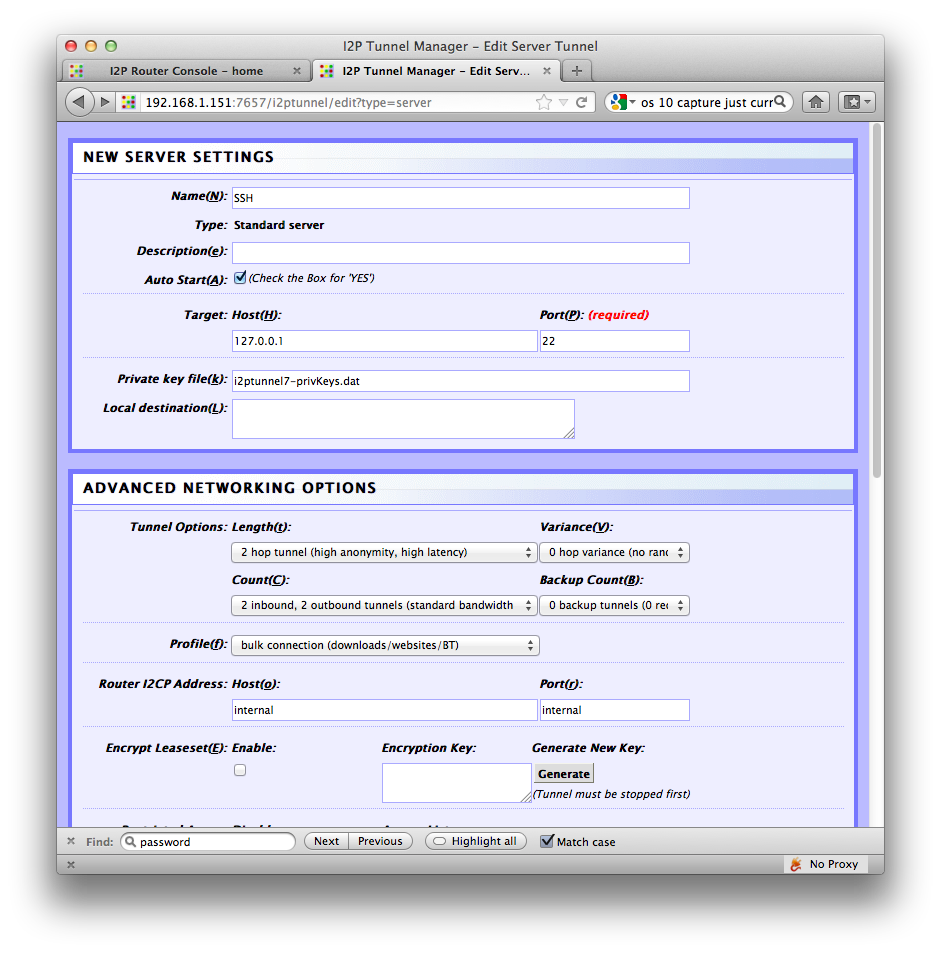 I2P Tunnel Manager - Edit Server Tunnel
I2P Router Console - home
I2P Tunnel Manager - Edit Serv...
192.168.1.151:7657/i2ptunnel/edit?type=server
os 10 capture just curr
NEW SERVER SETTINGS
Name(N): SSH
Type: Standard server
Description(e):
Auto Start(A): (Check the Box for 'YES')
Target: Host(H): Port(P): (required)
127.0.0.1 22
Private key file(k): i2ptunnel7-privKeys.dat
Local destination(L):
ADVANCED NETWORKING OPTIONS
Tunnel Options: Length(t): Variance(V):
2 hop tunnel (high anonymity, high latency) 0 hop variance (no ran
Count(C): Backup Count(B):
2 inbound, 2 outbound tunnels (standard bandwidth 0 backup tunnels (0 re
Profile(f): bulk connection (downloads/websites/BT)
Router I2CP Address: Host(o): Port(r):
internal internal
Encrypt Leaseset(E): Enable: Encryption Key: Generate New Key:
Generate
(Tunnel must be stopped first)
Find: password Next Previous Highlight all Match case
No Proxy